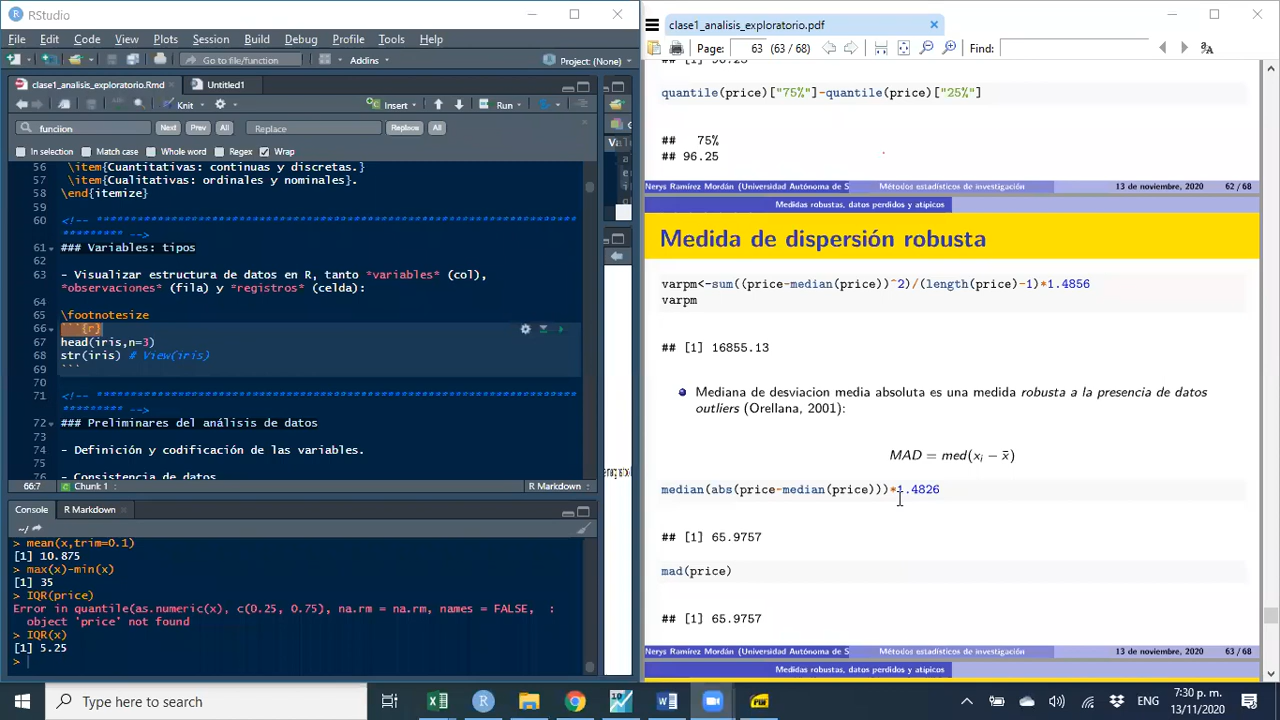 RStudio
File Edit Code View Plots Session Build Debug Profile Tools Help
Go to file/function
Addins
Project: (None)
clase1_analisis_exploratorio.Rmd
Untitled1
Knit
Insert
Run
funciion
Next
Prev
All
Replace
Replace
All
In selection
Match case
Whole word
Regex
Wrap
56 \item{Cuantitativas: continuas y discretas.}
57 \item{Cualitativas: ordinales y nominales}.
58 \end{itemize}
59
60 <!-- **********
********* -->
61 ### Variables: tipos
62
63 - Visualizar estructura de datos en R, tanto *variables* (col),
*observaciones* (fila) y *registros* (celda):
64
65 \footnotesize
66 ```{r}
67 head(iris,n=3)
68 str(iris) # View(iris)
69 ```
70
71 <!-- **********
********* -->
72 ### Preliminares del análisis de datos
73
74 - Definición y codificación de las variables.
75
76 - Consistencia de datos
66:7
Chunk 1
R Markdown
Console
R Markdown
~/
> mean(x,trim=0.1)
[1] 10.875
> max(x)-min(x)
[1] 35
> IQR(price)
Error in quantile(as.numeric(x), c(0.25, 0.75), na.rm = na.rm, names = FALSE, :
object 'price' not found
> IQR(x)
[1] 5.25
>
clase1_analisis_exploratorio.pdf
Page: 63 (63 / 68)
Find:
## [1] 96.25
quantile(price)["75%"]-quantile(price)["25%"]
## 75%
## 96.25
Nerys Ramírez Mordán (Universidad Autónoma de S
Métodos estadísticos de investigación
13 de noviembre, 2020
62 / 68
Medidas robustas, datos perdidos y atípicos
Medida de dispersión robusta
varpm<-sum((price-median(price))^2)/(length(price)-1)*1.4856
varpm
## [1] 16855.13
Mediana de desviacion media absoluta es una medida robusta a la presencia de datos
outliers (Orellana, 2001):
MAD = med(xᵢ − x̄)
median(abs(price-median(price)))*1.4826
## [1] 65.9757
mad(price)
## [1] 65.9757
Nerys Ramírez Mordán (Universidad Autónoma de S
Métodos estadísticos de investigación
13 de noviembre, 2020
63 / 68
Medidas robustas, datos perdidos y atípicos
Type here to search
ENG
7:30 p. m.
13/11/2020